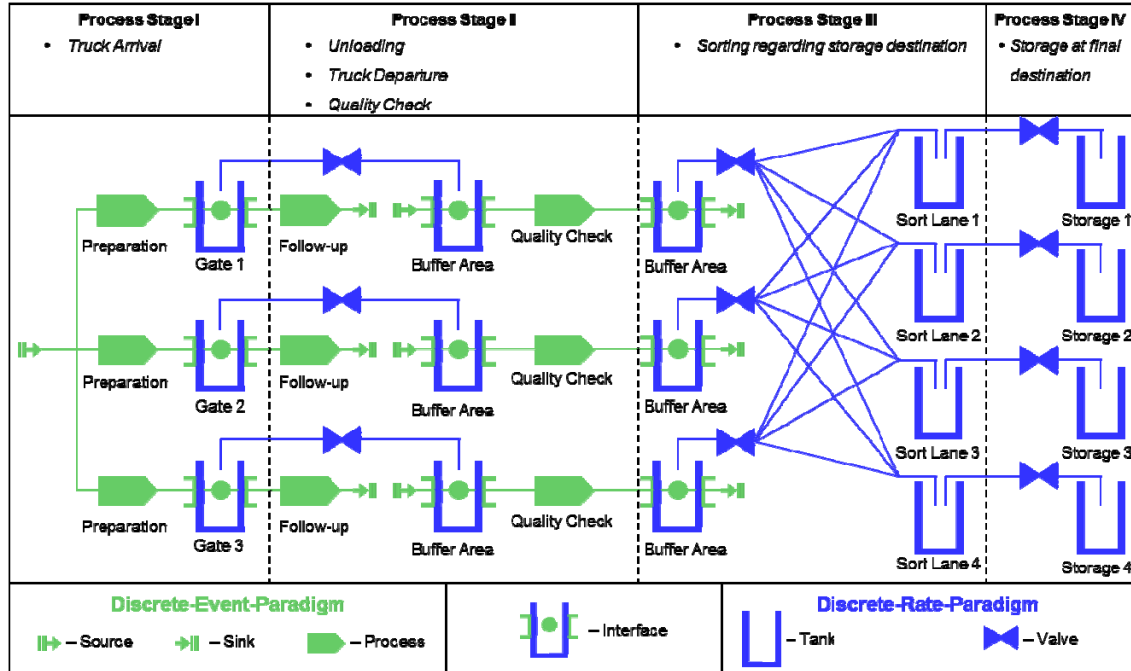 Process Stage I
Process Stage II
Process Stage III
Process Stage IV
• Truck Arrival
• Unloading
• Truck Departure
• Quality Check
• Sorting regarding storage destination
• Storage at final
destination
Preparation
Gate 1
Follow-up
Buffer Area
Quality Check
Buffer Area
Sort Lane 1
Storage 1
Preparation
Gate 2
Follow-up
Buffer Area
Quality Check
Buffer Area
Sort Lane 2
Storage 2
Preparation
Gate 3
Follow-up
Buffer Area
Quality Check
Buffer Area
Sort Lane 3
Storage 3
Sort Lane 4
Storage 4
Discrete-Event-Paradigm
– Source
– Sink
– Process
– Interface
Discrete-Rate-Paradigm
– Tank
– Valve